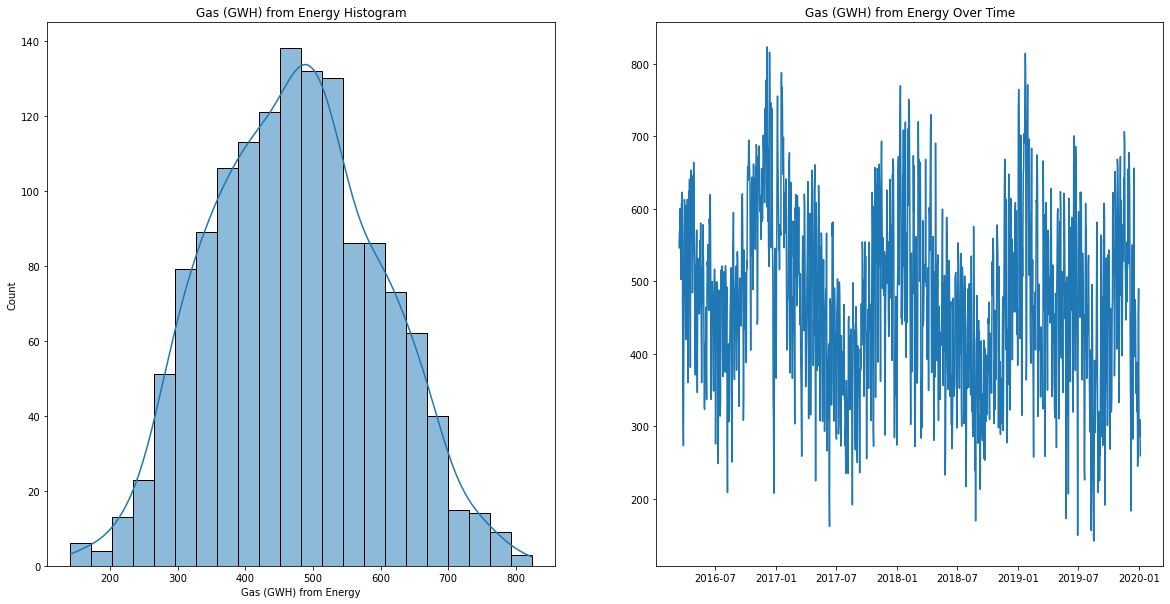 Gas (GWH) from Energy Histogram
140
120
100
80
60
40
20
0
Count
200 300 400 500 600 700 800
Gas (GWH) from Energy
Gas (GWH) from Energy Over Time
800
700
600
500
400
300
200
2016-07 2017-01 2017-07 2018-01 2018-07 2019-01 2019-07 2020-01